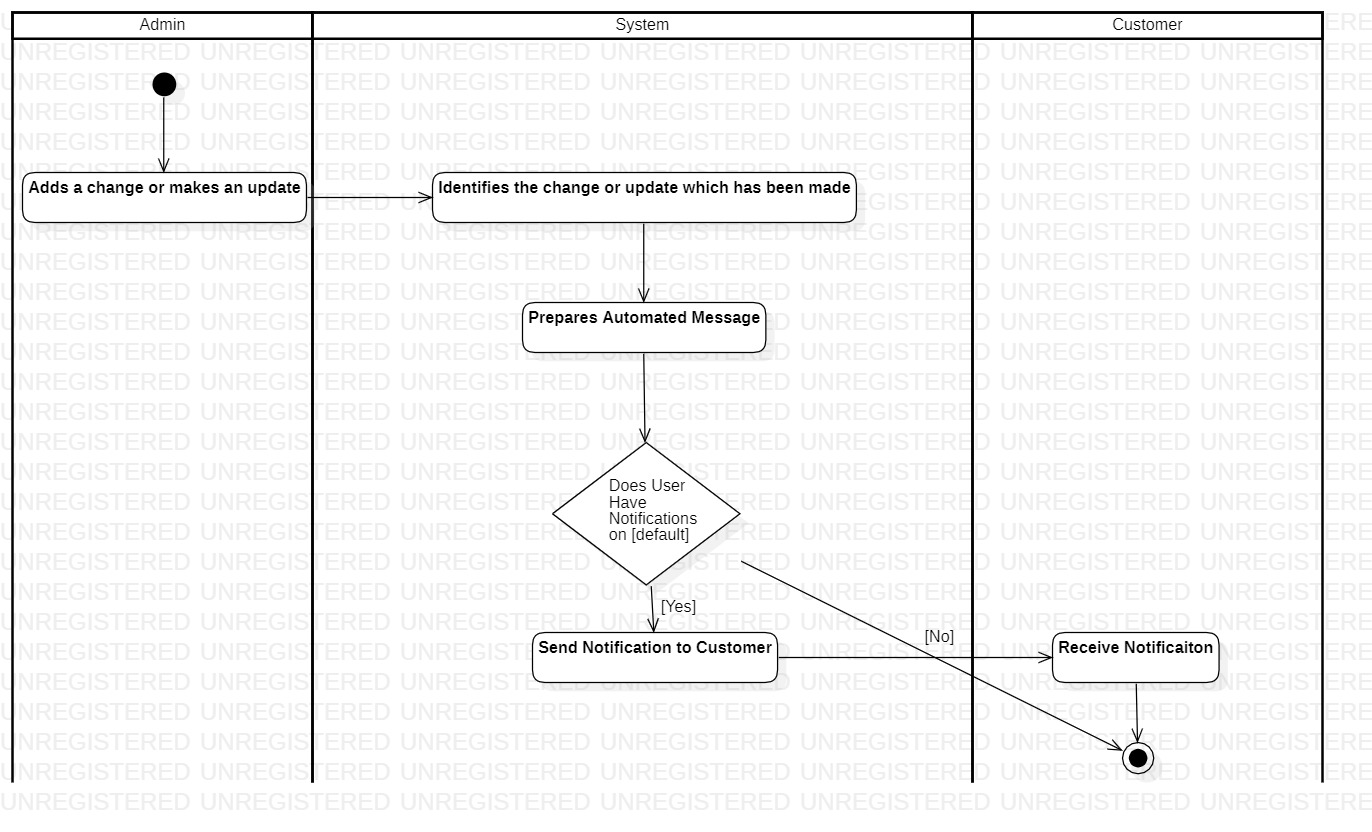 Admin
System
Customer
Adds a change or makes an update
Identifies the change or update which has been made
Prepares Automated Message
Does User
Have
Notifications
on [default]
[Yes]
[No]
Send Notification to Customer
Receive Notificaiton
UNREGISTERED UNREGISTERED UNREGISTERED UNREGISTERED UNREGISTERED UNREGISTERED UNREGISTERED